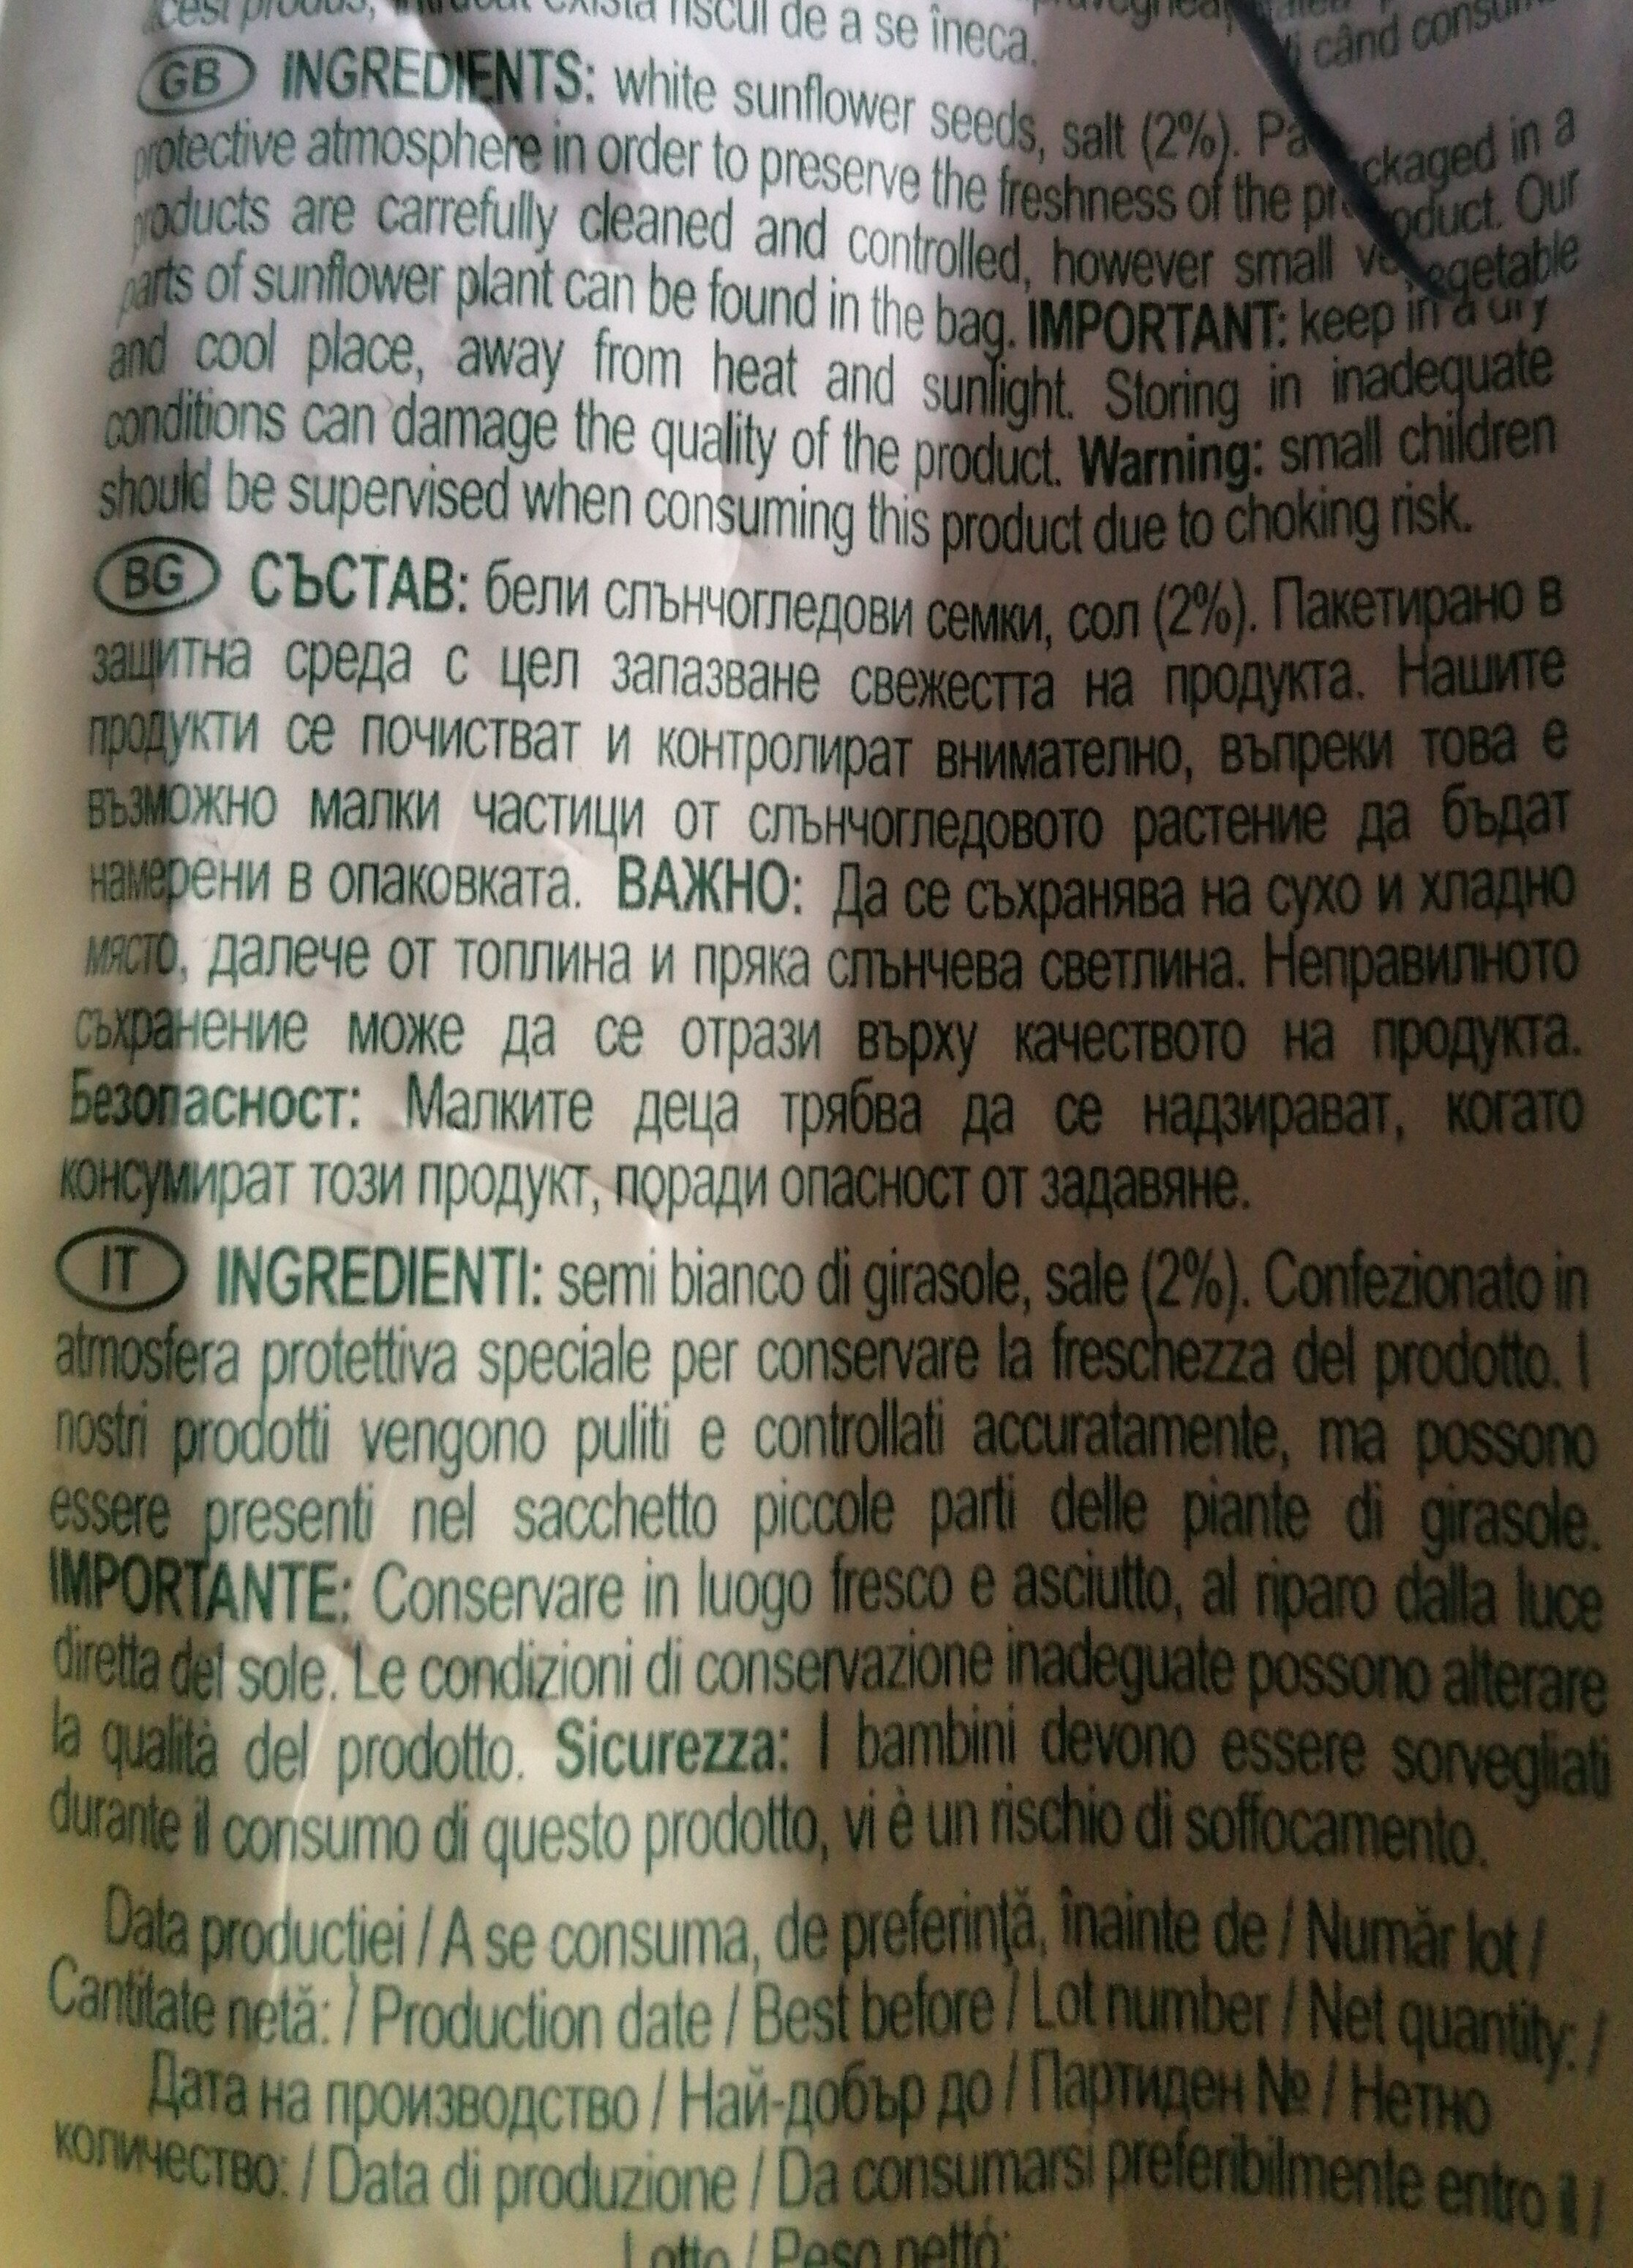 acest produs, întrucât există riscul de a se îneca.
când
GB INGREDIENTS: white sunflower seeds, salt (2%). Packaged in a
protective atmosphere in order to preserve the freshness of the product. Our
products are carrefully cleaned and controlled, however small vegetable
parts of sunflower plant can be found in the bag. IMPORTANT: keep in a dry
and cool place, away from heat and sunlight. Storing in inadequate
conditions can damage the quality of the product. Warning: small children
should be supervised when consuming this product due to choking risk.
BG СЪСТАВ: бели слънчогледови семки, сол (2%). Пакетирано в
защитна среда с цел запазване свежестта на продукта. Нашите
продукти се почистват и контролират внимателно, въпреки това е
възможно малки частици от слънчогледовото растение да бъдат
намерени в опаковката. ВАЖНО: Да се съхранява на сухо и хладно
място, далече от топлина и пряка слънчева светлина. Неправилното
съхранение може да се отрази върху качеството на продукта.
Безопасност: Малките деца трябва да се надзирават, когато
консумират този продукт, поради опасност от задавяне.
IT INGREDIENTI: semi bianco di girasole, sale (2%). Confezionato in
atmosfera protettiva speciale per conservare la freschezza del prodotto. I
nostri prodotti vengono puliti e controllati accuratamente, ma possono
essere presenti nel sacchetto piccole parti delle piante di girasole.
IMPORTANTE: Conservare in luogo fresco e asciutto, al riparo dalla luce
diretta del sole. Le condizioni di conservazione inadeguate possono alterare
la qualità del prodotto. Sicurezza: I bambini devono essere sorvegliati
durante il consumo di questo prodotto, vi è un rischio di soffocamento.
Data producției / A se consuma, de preferinţă, înainte de / Număr lot /
Cantitate netă: / Production date / Best before / Lot number / Net quantity: /
Дата на производство / Най-добър до / Партиден № / Нетно
количество: / Data di produzione / Da consumarsi preferibilmente entro il /
Lotto / Peso netto: